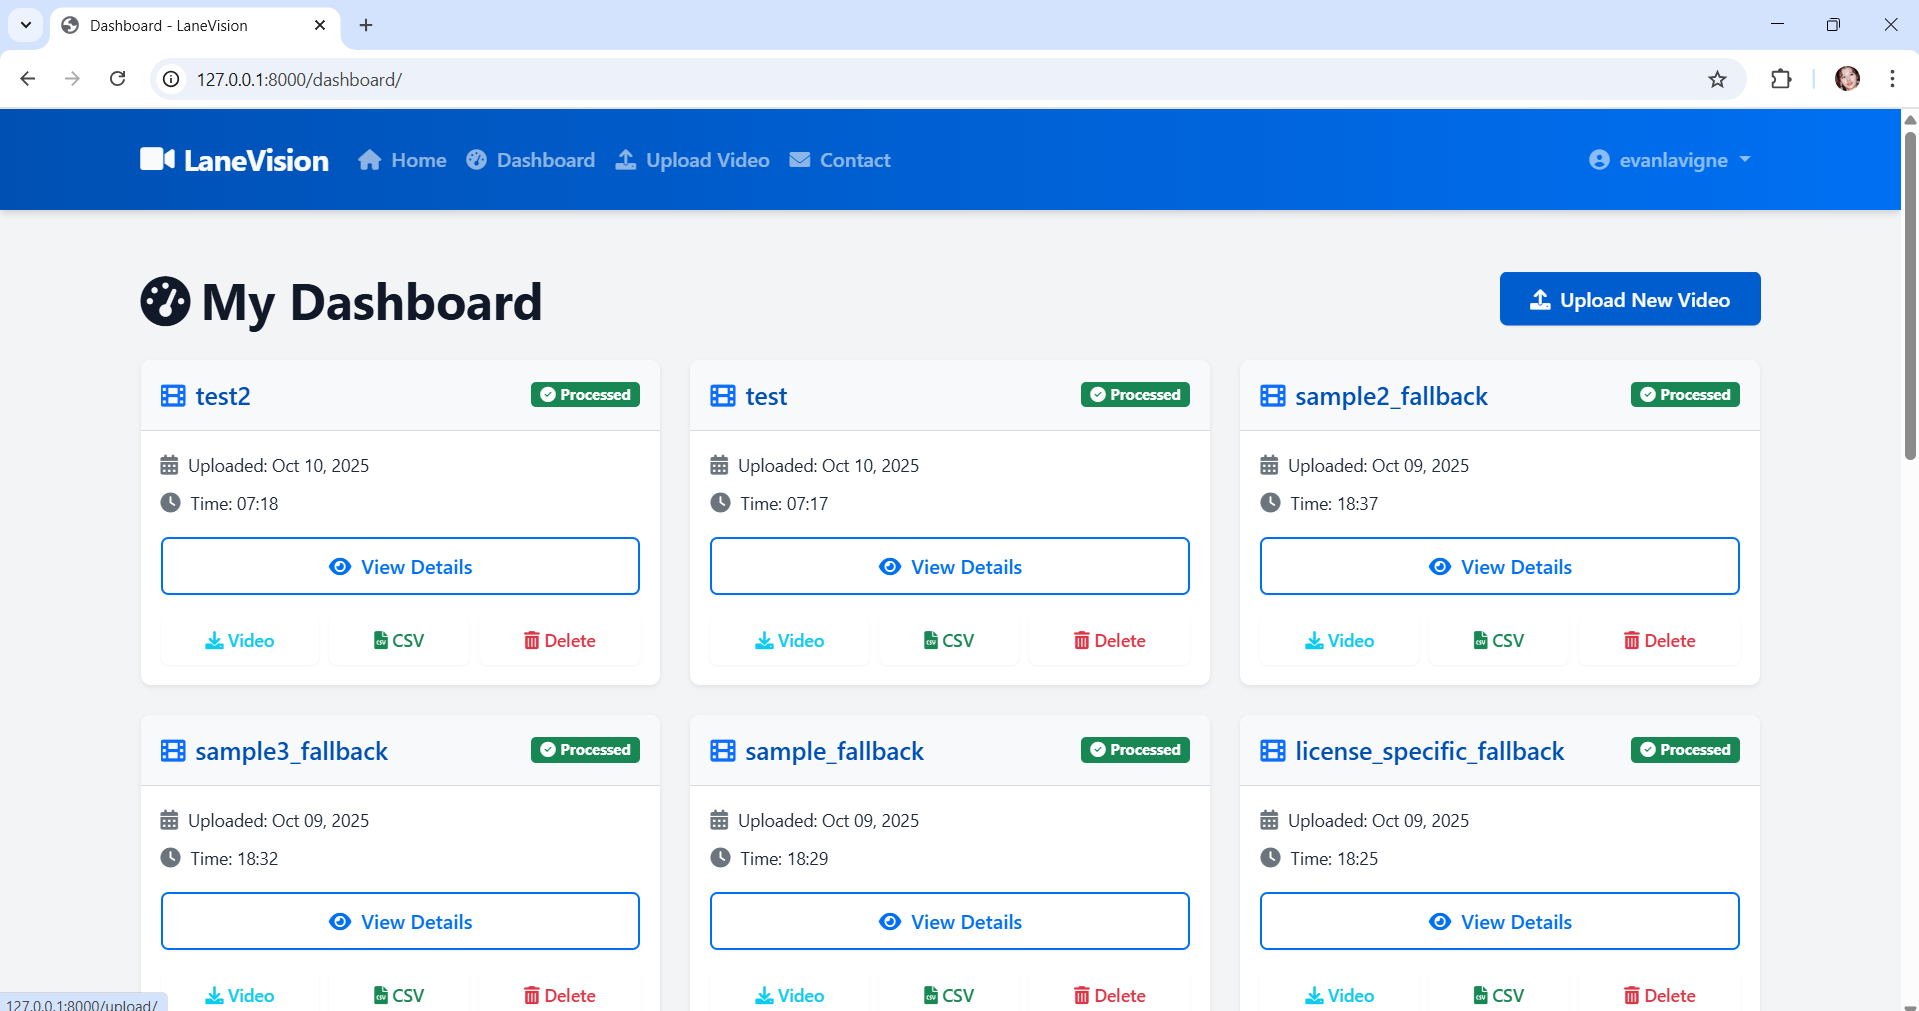 Dashboard - LaneVision
127.0.0.1:8000/dashboard/
LaneVision Home Dashboard Upload Video Contact evanlavigne
My Dashboard Upload New Video
test2 Processed test Processed sample2_fallback Processed
Uploaded: Oct 10, 2025 Uploaded: Oct 10, 2025 Uploaded: Oct 09, 2025
Time: 07:18 Time: 07:17 Time: 18:37
View Details View Details View Details
Video CSV Delete Video CSV Delete Video CSV Delete
sample3_fallback Processed sample_fallback Processed license_specific_fallback Processed
Uploaded: Oct 09, 2025 Uploaded: Oct 09, 2025 Uploaded: Oct 09, 2025
Time: 18:32 Time: 18:29 Time: 18:25
View Details View Details View Details
Video CSV Delete Video CSV Delete Video CSV Delete
127.0.0.1:8000/upload/